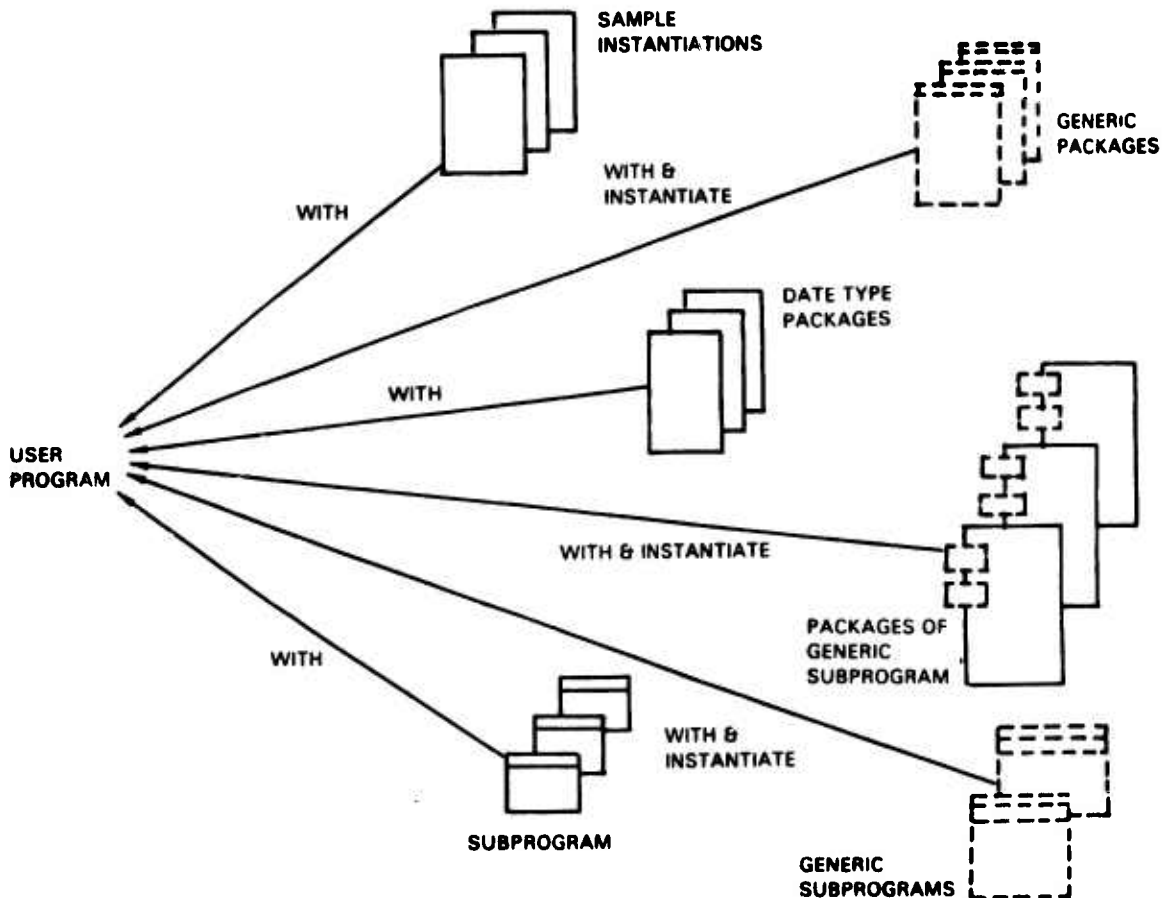 SAMPLE
INSTANTIATIONS
GENERIC
PACKAGES
WITH &
INSTANTIATE
WITH
DATE TYPE
PACKAGES
WITH
USER
PROGRAM
WITH & INSTANTIATE
PACKAGES OF
GENERIC
SUBPROGRAM
WITH
WITH &
INSTANTIATE
SUBPROGRAM
GENERIC
SUBPROGRAMS